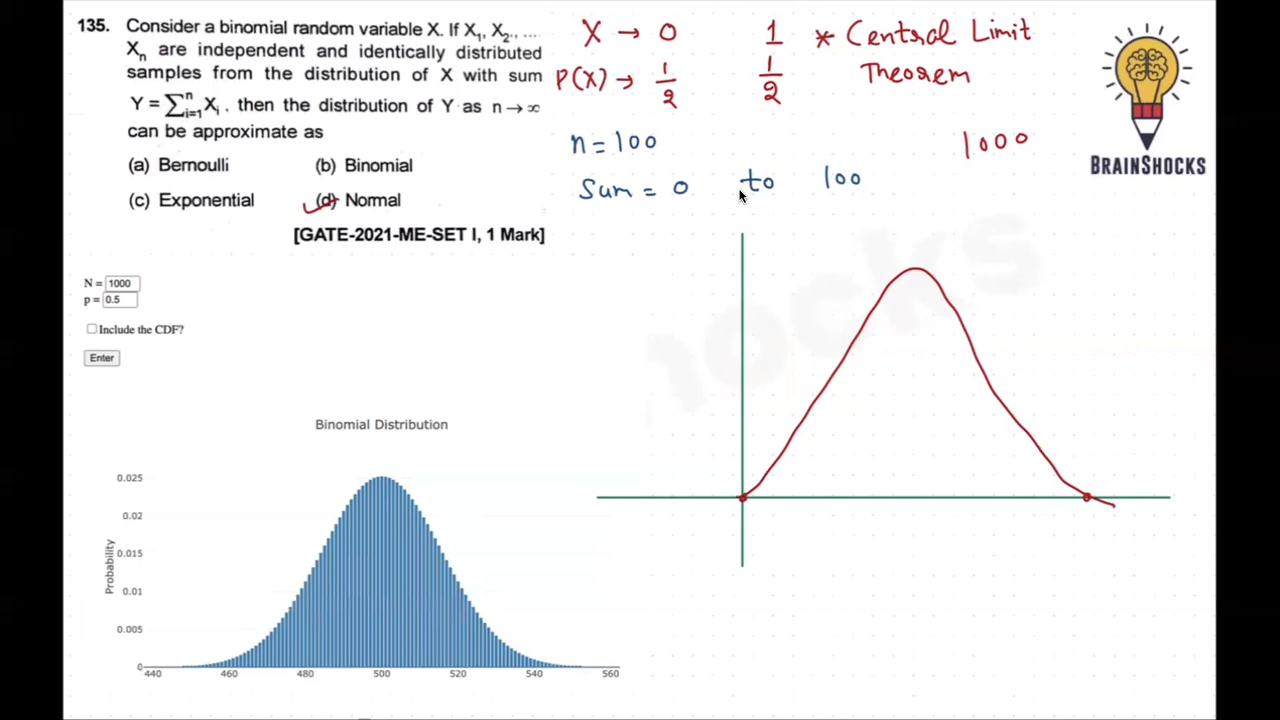 135. Consider a binomial random variable X. If X₁, X₂, ....
Xₙ are independent and identically distributed
samples from the distribution of X with sum
Y = ∑ⁿᵢ₌₁ Xᵢ, then the distribution of Y as n → ∞
can be approximate as
(a) Bernoulli (b) Binomial
(c) Exponential (d) Normal
[GATE-2021-ME-SET I, 1 Mark]
X → 0 1 * Central Limit
P(X) → 1/2 1/2 Theorem
n = 100 1000
Sum = 0 to 100
BRAINSHOCKS
N = 1000
p = 0.5
Include the CDF?
Enter
ocks
Binomial Distribution
Probability
0.025
0.02
0.015
0.01
0.005
0
440 460 480 500 520 540 560